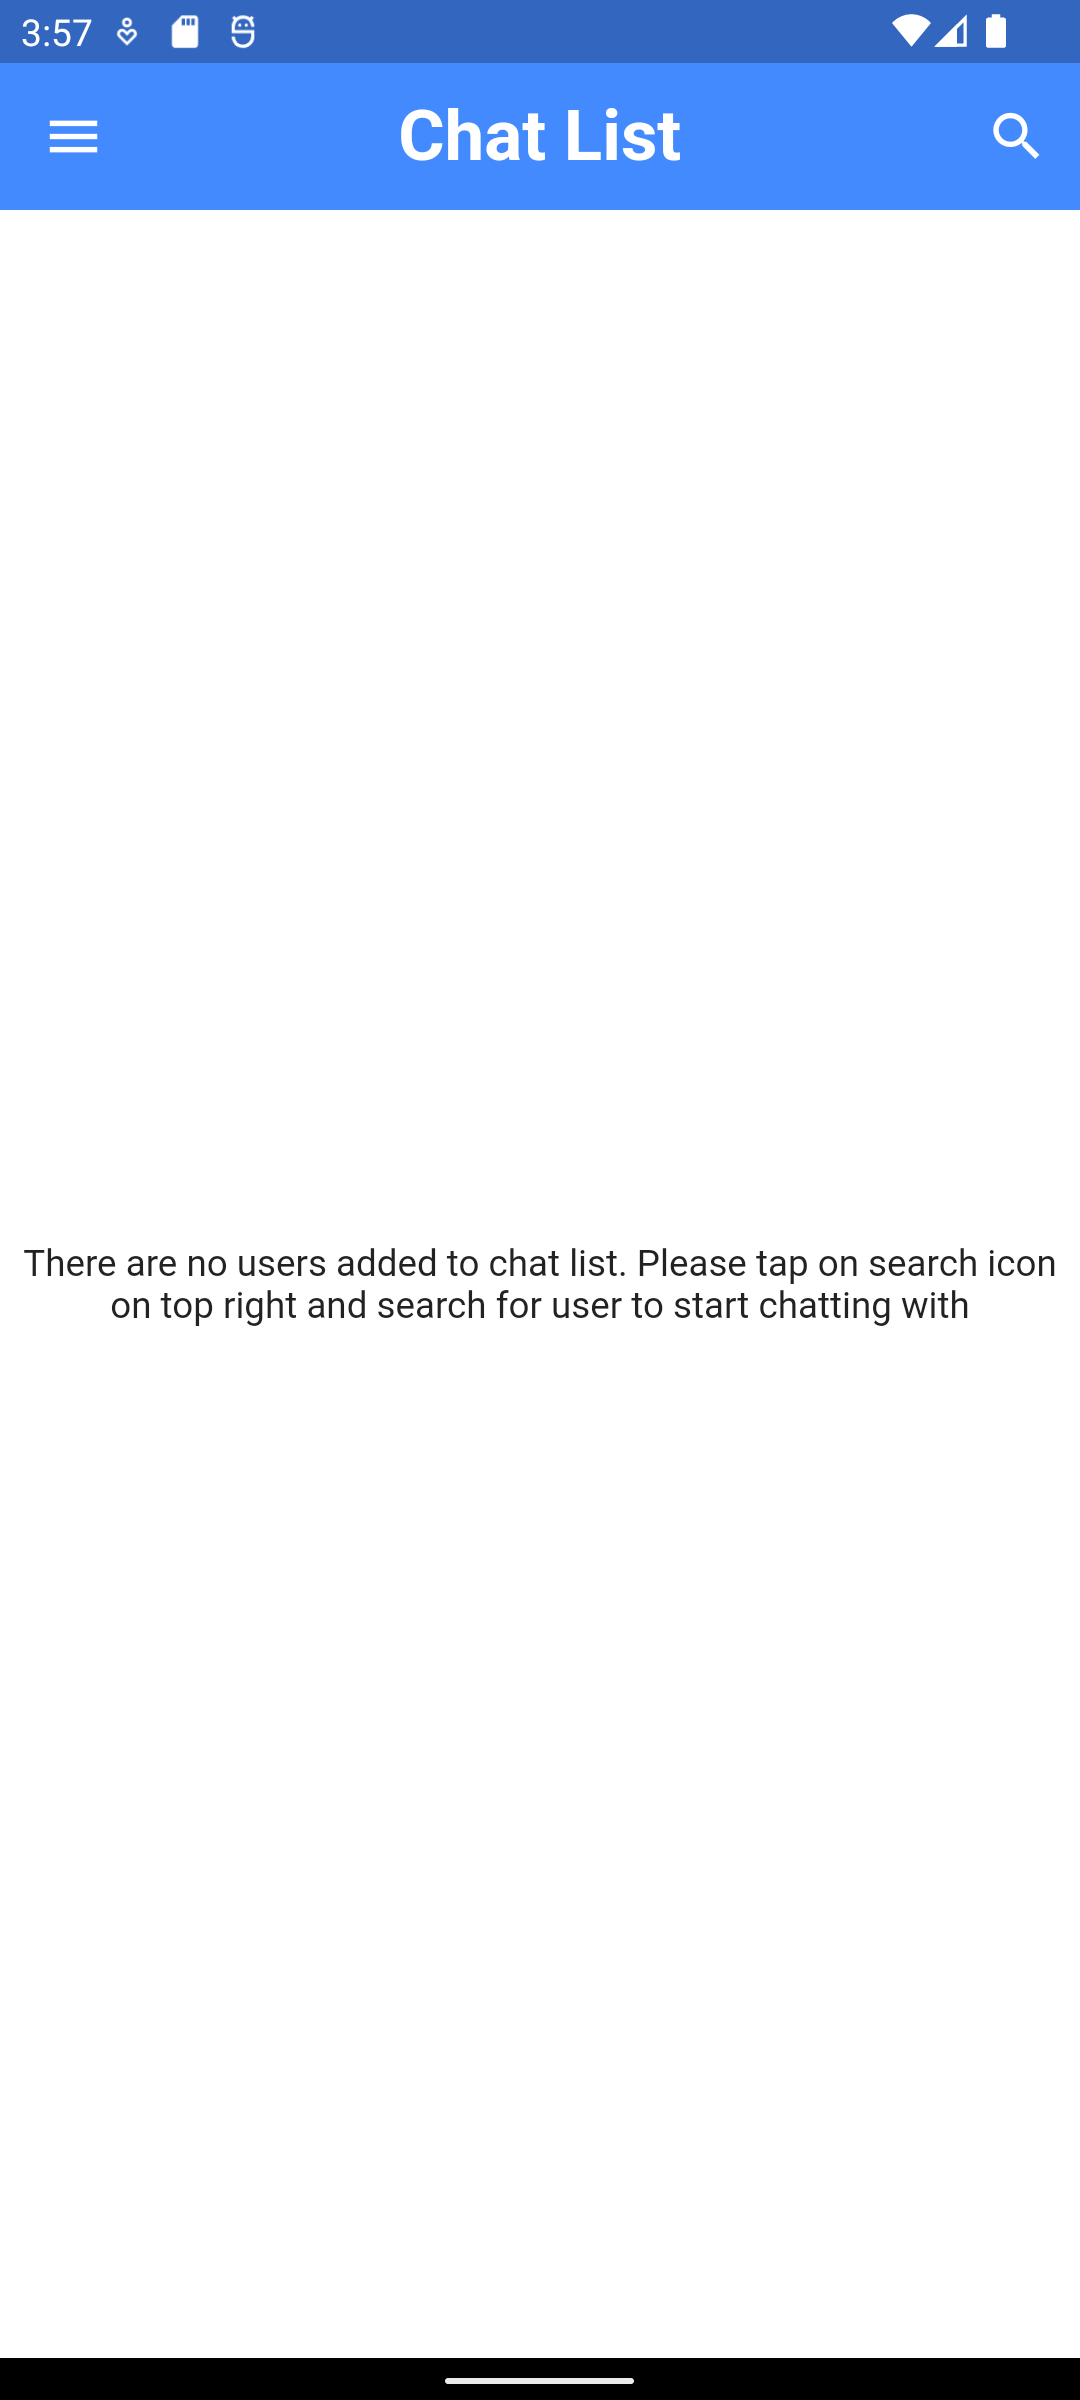 3:57
Chat List
There are no users added to chat list. Please tap on search icon
on top right and search for user to start chatting with